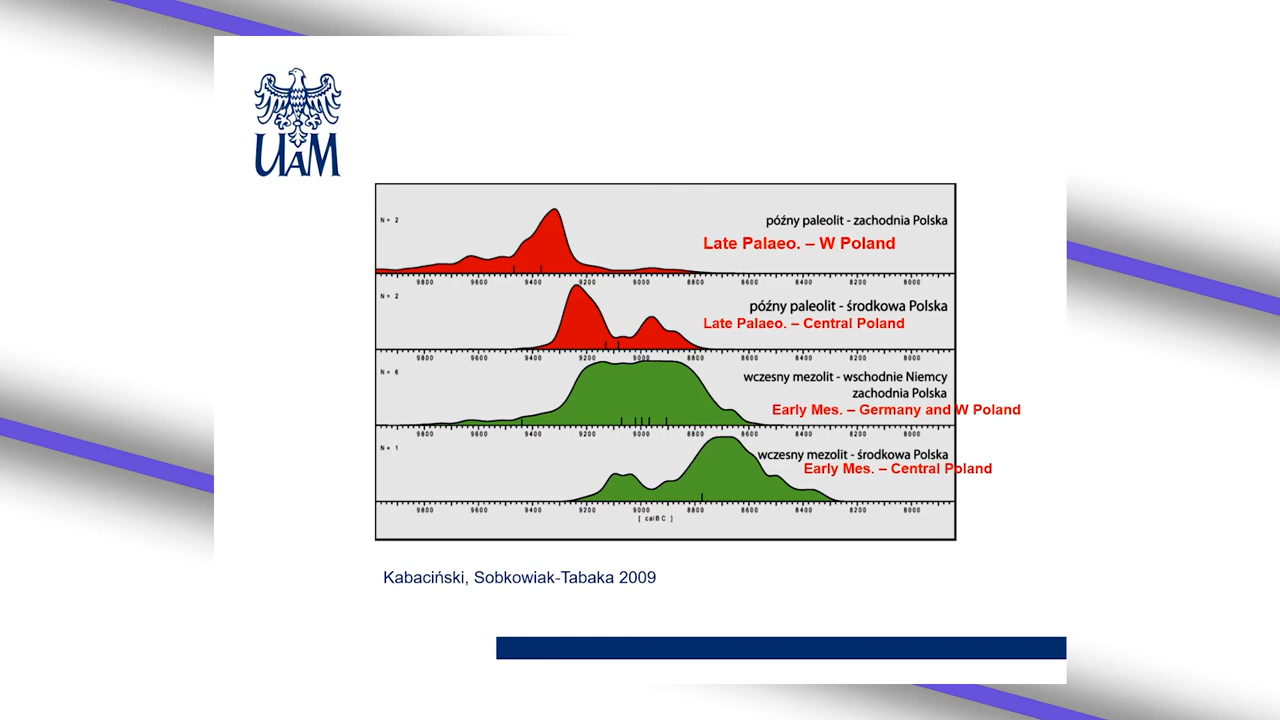 UAM
N = 2
późny paleolit - zachodnia Polska
Late Palaeo. – W Poland
9800 9600 9400 9200 9000 8800 8600 8400 8200 8000
N = 2
późny paleolit - środkowa Polska
Late Palaeo. – Central Poland
9800 9600 9400 9200 9000 8800 8600 8400 8200 8000
N = 6
wczesny mezolit - wschodnie Niemcy
zachodnia Polska
Early Mes. – Germany and W Poland
9800 9600 9400 9200 9000 8800 8600 8400 8200 8000
N = 1
wczesny mezolit - środkowa Polska
Early Mes. – Central Poland
9800 9600 9400 9200 9000 8800 8600 8400 8200 8000
[ calBC ]
Kabaciński, Sobkowiak-Tabaka 2009